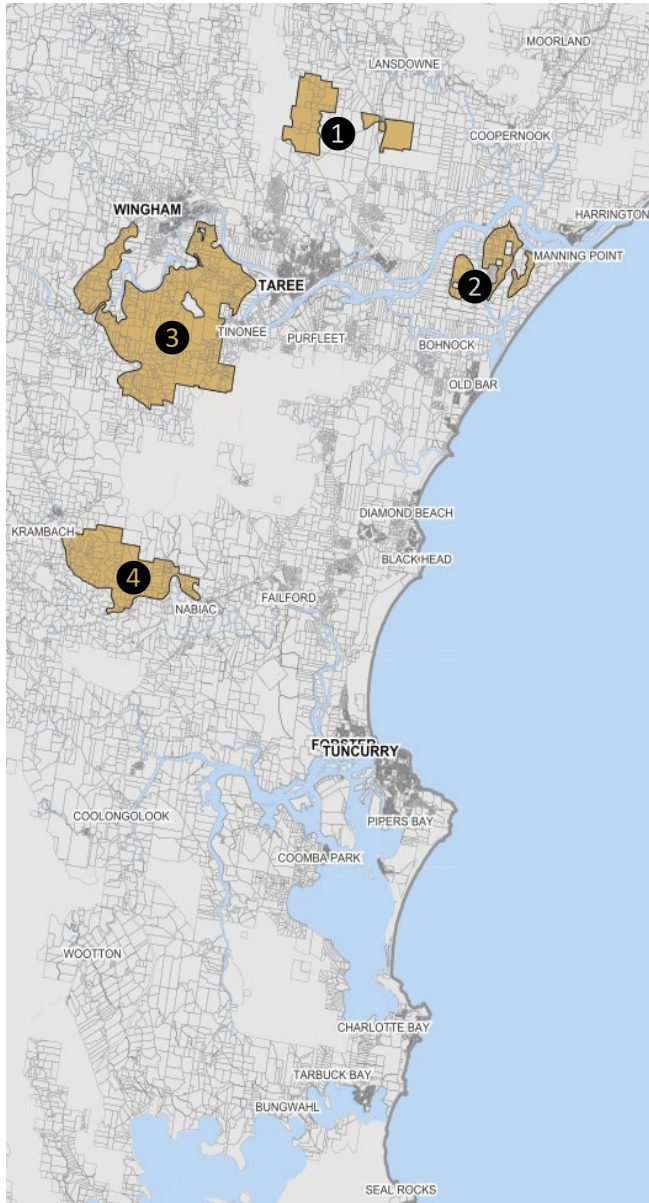 MOORLAND
LANSDOWNE
1
COOPERNOOK
WINGHAM
HARRINGTON
MANNING POINT
TAREE
2
TINONEE
3
PURFLEET
BOHNOCK
OLD BAR
DIAMOND BEACH
KRAMBACH
BLACK HEAD
4
FAILFORD
NABIAC
FORSTER
TUNCURRY
COOLONGOLOOK
PIPERS BAY
COOMBA PARK
WOOTTON
CHARLOTTE BAY
TARBUCK BAY
BUNGWAHL
SEAL ROCKS